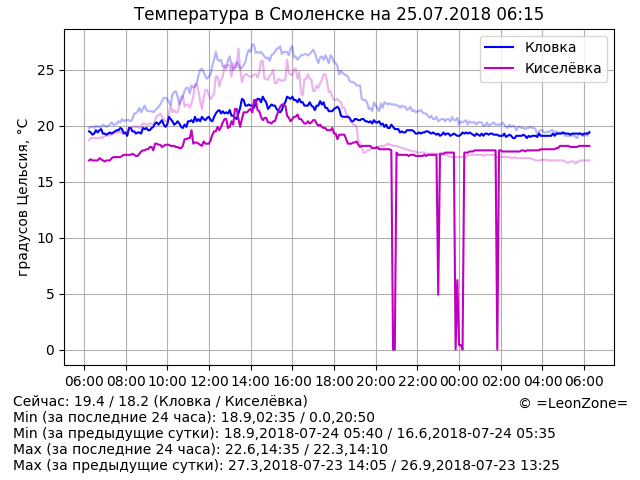 Температура в Смоленске на 25.07.2018 06:15
Кловка
Киселёвка
градусов Цельсия, °C
25
20
15
10
5
0
06:00 08:00 10:00 12:00 14:00 16:00 18:00 20:00 22:00 00:00 02:00 04:00 06:00
Сейчас: 19.4 / 18.2 (Кловка / Киселёвка)
© =LeonZone=
Min (за последние 24 часа): 18.9,02:35 / 0.0,20:50
Min (за предыдущие сутки): 18.9,2018-07-24 05:40 / 16.6,2018-07-24 05:35
Max (за последние 24 часа): 22.6,14:35 / 22.3,14:10
Max (за предыдущие сутки): 27.3,2018-07-23 14:05 / 26.9,2018-07-23 13:25